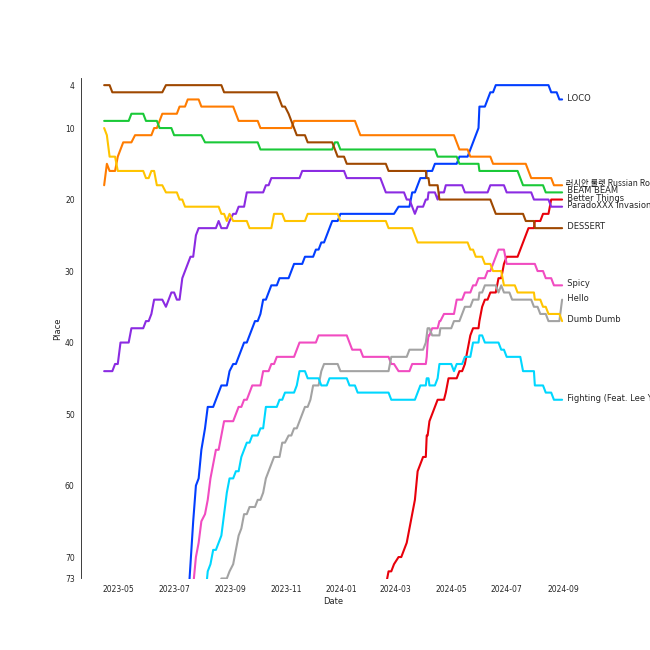 4
10
20
30
40
50
60
70
73
Place
2023-05
2023-07
2023-09
2023-11
2024-01
2024-03
2024-05
2024-07
2024-09
Date
LOCO
러시안 룰렛 Russian Ro
BEAM BEAM
Better Things
ParadoXXX Invasion
DESSERT
Spicy
Hello
Dumb Dumb
Fighting (Feat. Lee Y